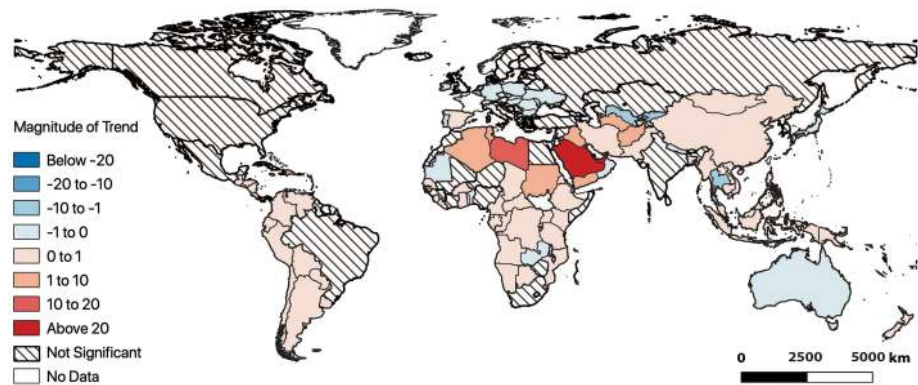 Magnitude of Trend
Below -20
-20 to -10
-10 to -1
-1 to 0
0 to 1
1 to 10
10 to 20
Above 20
Not Significant
No Data
0 2500 5000 km